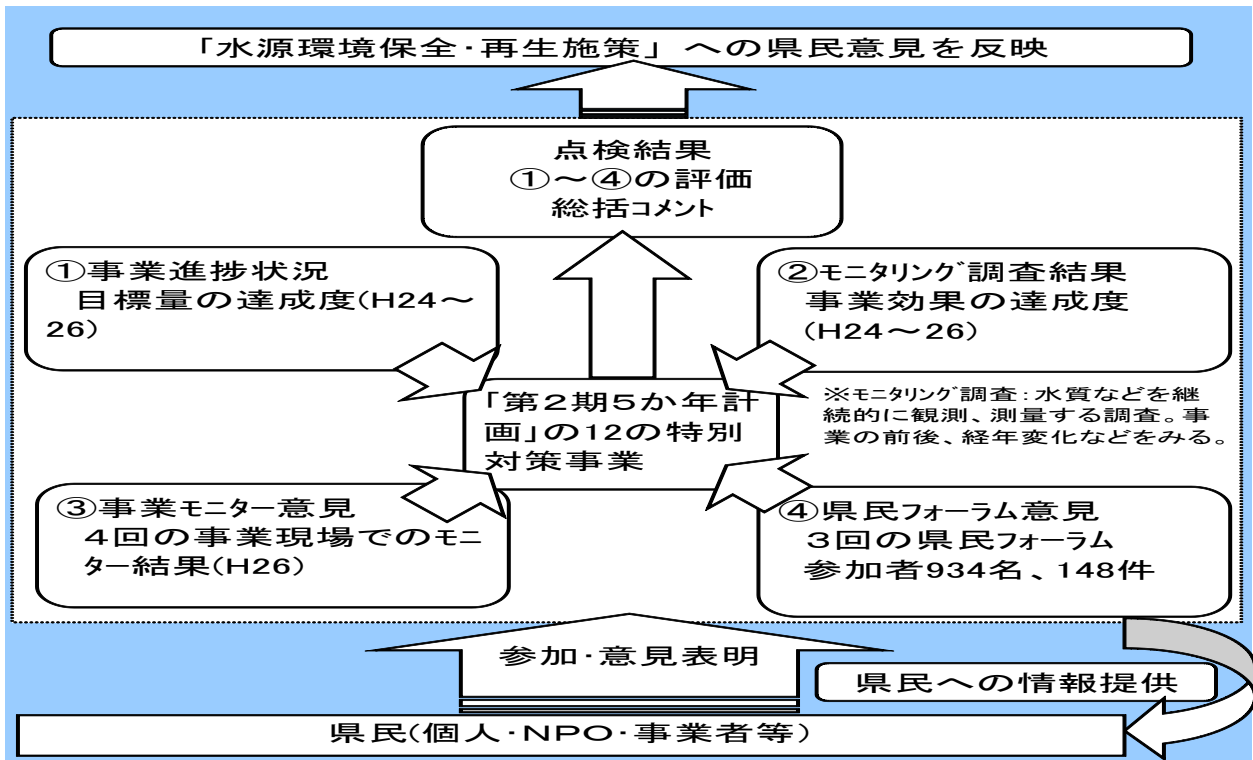 「水源環境保全・再生施策」への県民意見を反映
点検結果
①～④の評価
総括コメント
①事業進捗状況
目標量の達成度(H24～
26)
②モニタリング調査結果
事業効果の達成度
(H24～26)
「第２期５か年計
画」の12の特別
対策事業
※モニタリング調査：水質などを継
続的に観測、測量する調査。事
業の前後、経年変化などをみる。
③事業モニター意見
４回の事業現場でのモニ
ター結果(H26)
④県民フォーラム意見
３回の県民フォーラム
参加者934名、148件
参加・意見表明
県民への情報提供
県民(個人・NPO・事業者等)